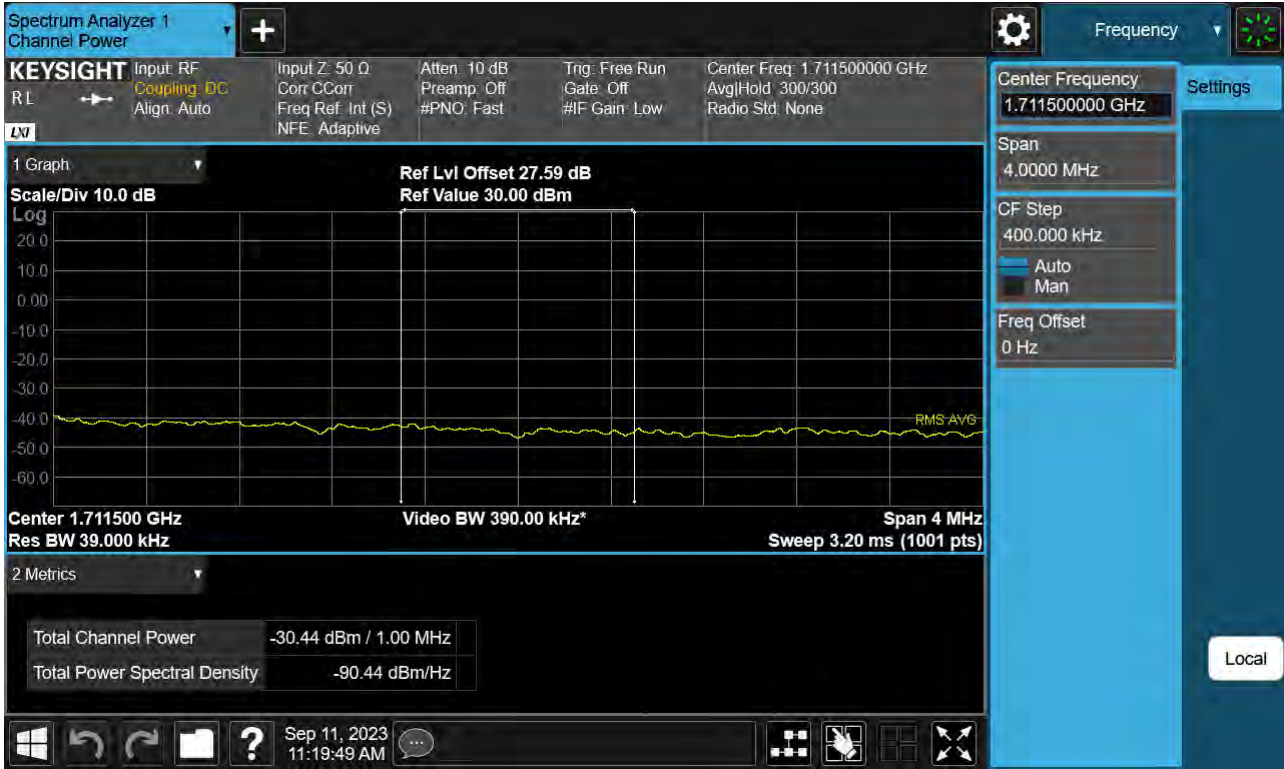 Spectrum Analyzer 1
Channel Power
+
Frequency
KEYSIGHT
R L
LXI
Input: RF
Coupling: DC
Align: Auto
Input Z: 50 Ω
Corr CCorr
Freq Ref: Int (S)
NFE: Adaptive
Atten: 10 dB
Preamp: Off
#PNO: Fast
Trig: Free Run
Gate: Off
#IF Gain: Low
Center Freq: 1.711500000 GHz
Avg|Hold: 300/300
Radio Std: None
Center Frequency
1.711500000 GHz
Settings
Span
4.0000 MHz
CF Step
400.000 kHz
Auto
Man
Freq Offset
0 Hz
1 Graph
Scale/Div 10.0 dB
Ref Lvl Offset 27.59 dB
Ref Value 30.00 dBm
Log
20.0
10.0
0.00
-10.0
-20.0
-30.0
-40.0
-50.0
-60.0
RMS AVG
Center 1.711500 GHz
Res BW 39.000 kHz
Video BW 390.00 kHz*
Span 4 MHz
Sweep 3.20 ms (1001 pts)
2 Metrics
Total Channel Power -30.44 dBm / 1.00 MHz
Total Power Spectral Density -90.44 dBm/Hz
Local
?
Sep 11, 2023
11:19:49 AM